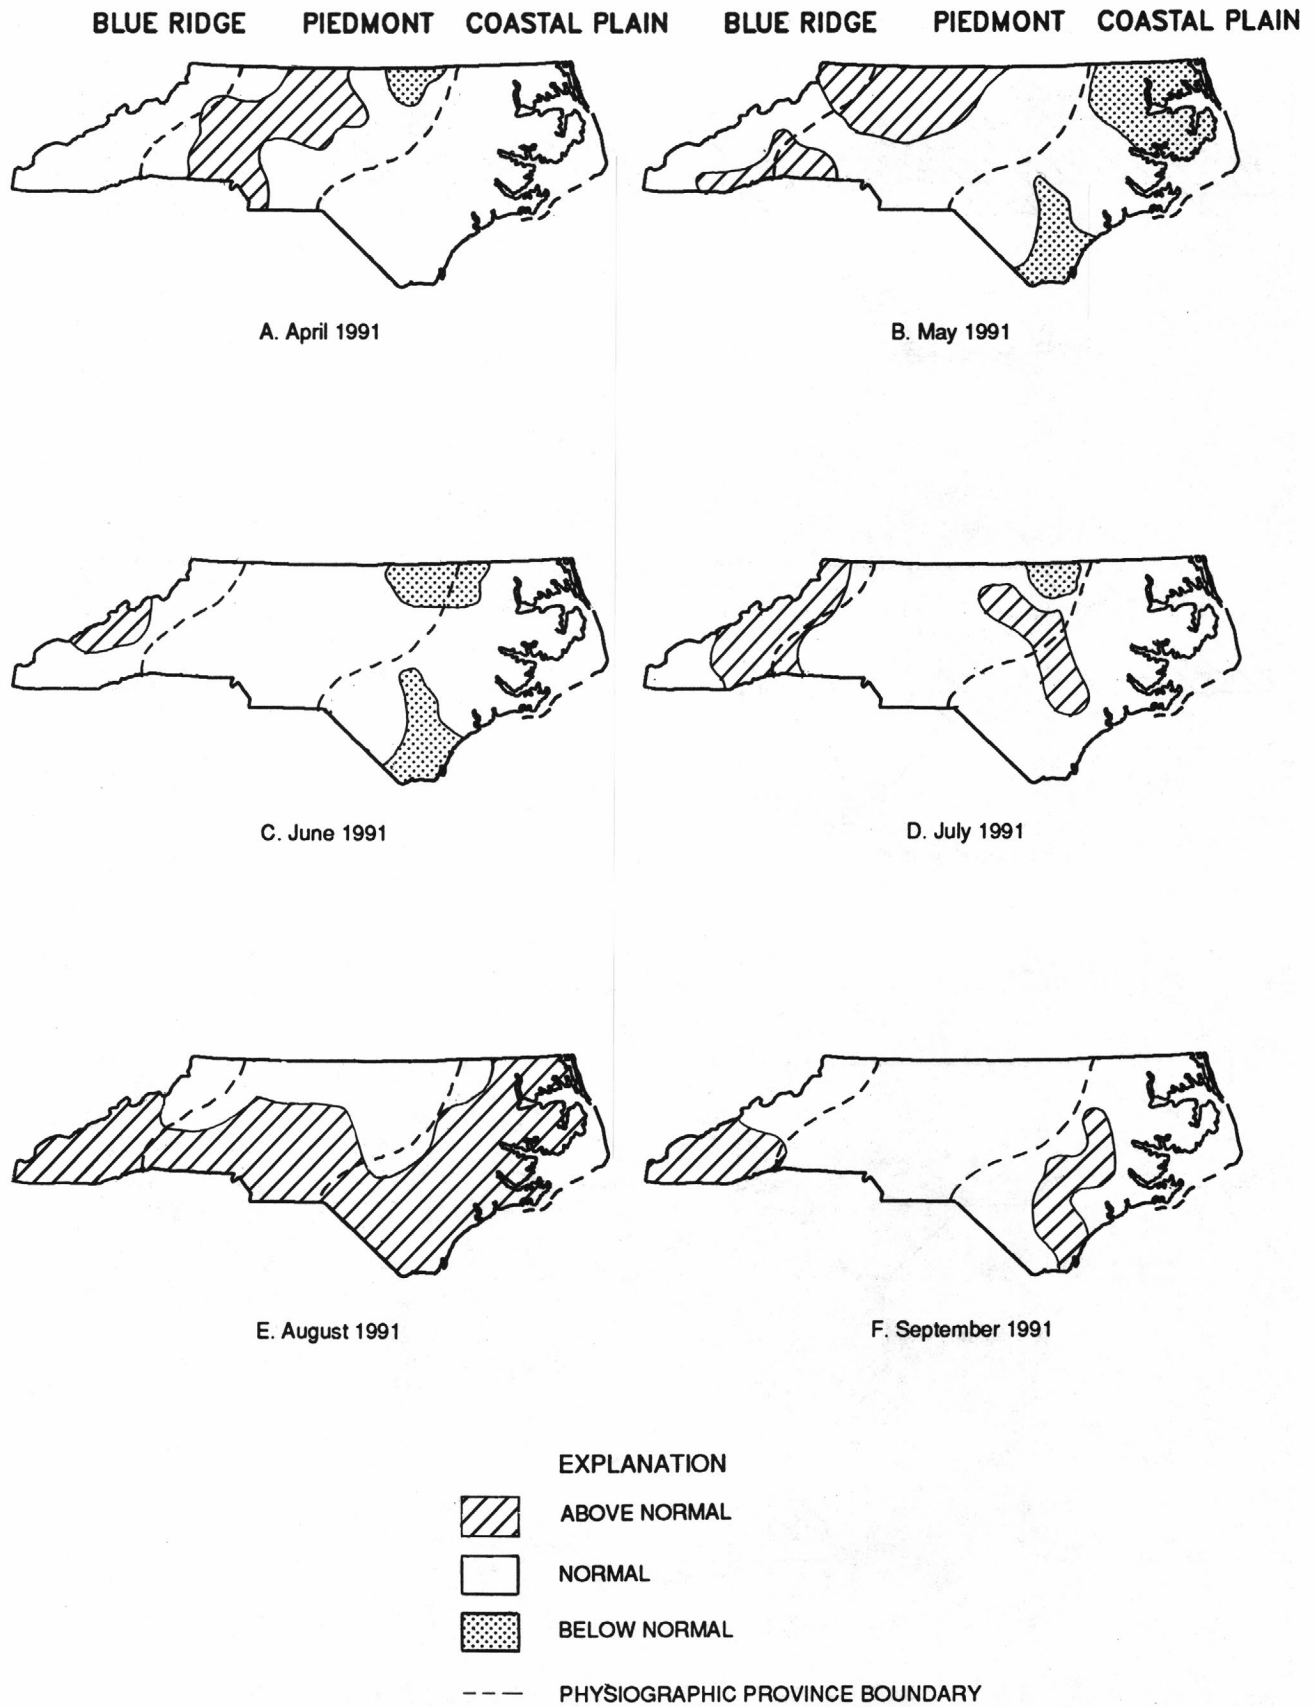 BLUE RIDGE PIEDMONT COASTAL PLAIN BLUE RIDGE PIEDMONT COASTAL PLAIN
A. April 1991 B. May 1991
C. June 1991 D. July 1991
E. August 1991 F. September 1991
EXPLANATION
ABOVE NORMAL
NORMAL
BELOW NORMAL
PHYSIOGRAPHIC PROVINCE BOUNDARY